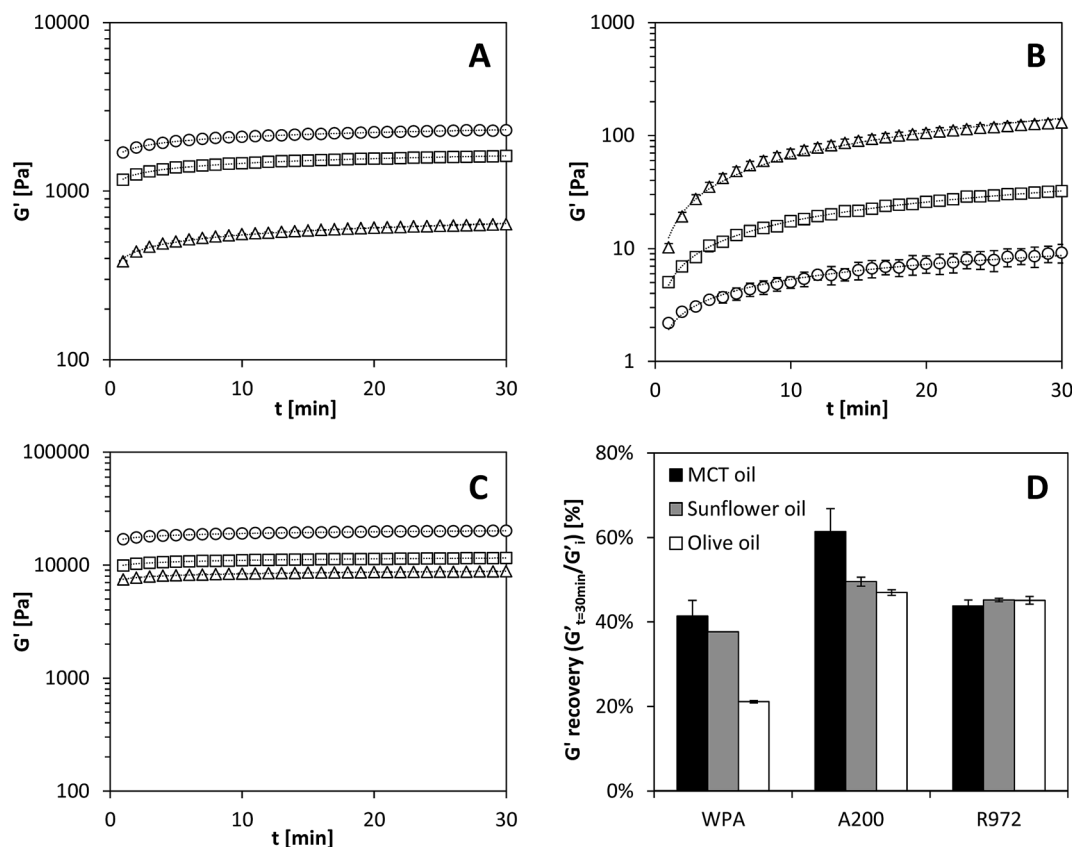 A
10000
1000
100
G' [Pa]
0 10 20 30
t [min]
B
1000
100
10
1
G' [Pa]
0 10 20 30
t [min]
C
100000
10000
1000
100
G' [Pa]
0 10 20 30
t [min]
D
80%
60%
40%
20%
0%
G' recovery (G't=30min/G'i) [%]
MCT oil
Sunflower oil
Olive oil
WPA A200 R972